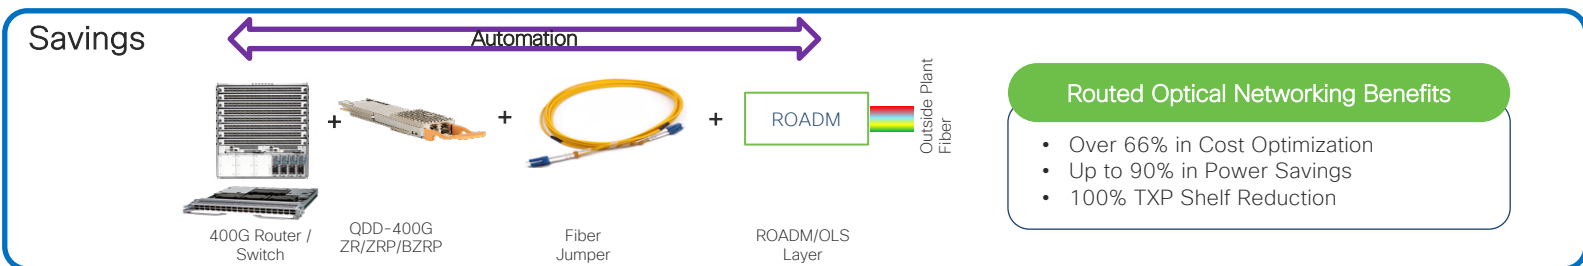 Savings
Automation
+
+
+
ROADM
Outside Plant
Fiber
400G Router /
Switch
QDD-400G
ZR/ZRP/BZRP
Fiber
Jumper
ROADM/OLS
Layer
Routed Optical Networking Benefits
• Over 66% in Cost Optimization
• Up to 90% in Power Savings
• 100% TXP Shelf Reduction